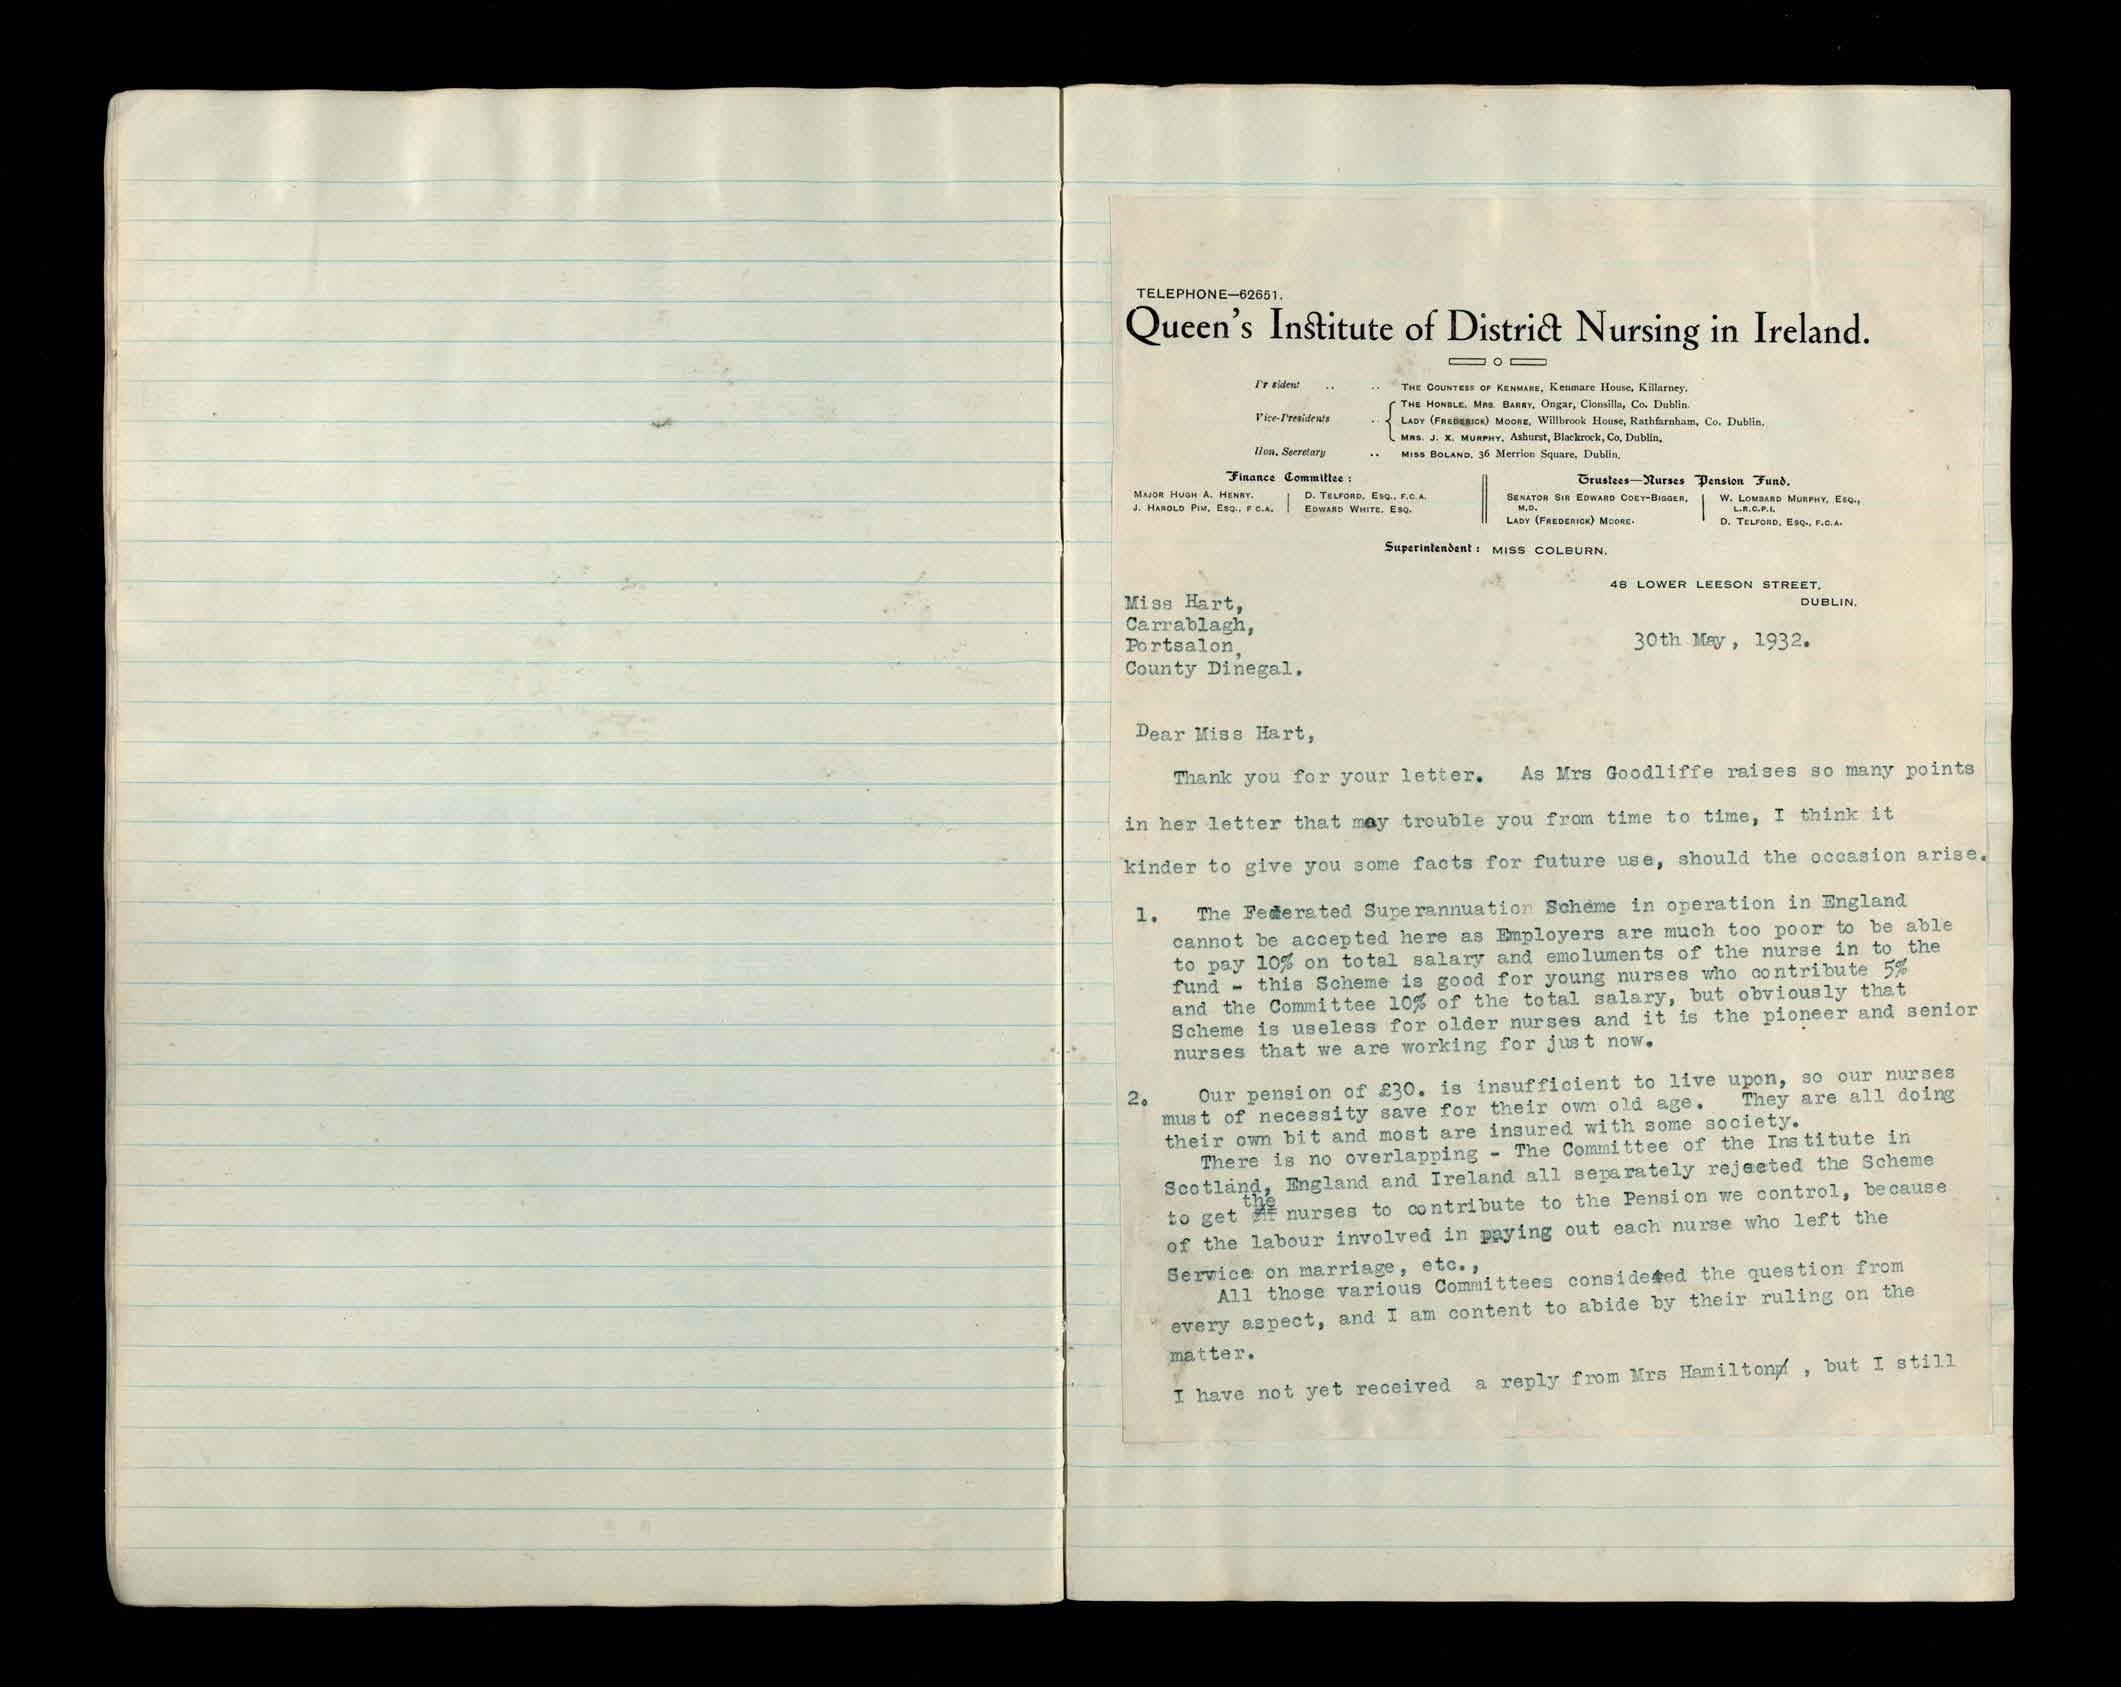 TELEPHONE—62651.
Queen's Institute of District Nursing in Ireland.
Pr sident .. .. THE COUNTESS OF KENMARE, Kenmare House, Killarney.
THE HONBLE. MRS. BARRY, Ongar, Clonsilla, Co. Dublin.
Vice-Presidents .. LADY (FREDERICK) MOORE, Willbrook House, Rathfarnham, Co. Dublin.
MRS. J. X. MURPHY, Ashurst, Blackrock, Co, Dublin.
Hon. Secretary .. MISS BOLAND, 36 Merrion Square, Dublin.
Finance Committee :
MAJOR HUGH A. HENRY. D. TELFORD, ESQ., F.C.A.
J. HAROLD PIM, ESQ., F C.A. EDWARD WHITE, ESQ.
Trustees—Nurses Pension Fund.
SENATOR SIR EDWARD COEY-BIGGER, W. LOMBARD MURPHY, ESQ.,
M.D. L.R.C.P.I.
LADY (FREDERICK) MOORE. D. TELFORD, ESQ., F.C.A.
Superintendent : MISS COLBURN.
48 LOWER LEESON STREET,
DUBLIN.
Miss Hart,
Carrablagh,
Portsalon,
County Dinegal.
30th May, 1932.
Dear Miss Hart,
Thank you for your letter. As Mrs Goodliffe raises so many points
in her letter that may trouble you from time to time, I think it
kinder to give you some facts for future use, should the occasion arise.
1. The Federated Superannuation Scheme in operation in England
cannot be accepted here as Employers are much too poor to be able
to pay 10% on total salary and emoluments of the nurse in to the
fund - this Scheme is good for young nurses who contribute 5%
and the Committee 10% of the total salary, but obviously that
Scheme is useless for older nurses and it is the pioneer and senior
nurses that we are working for just now.
2. Our pension of £30. is insufficient to live upon, so our nurses
must of necessity save for their own old age. They are all doing
their own bit and most are insured with some society.
There is no overlapping - The Committee of the Institute in
Scotland, England and Ireland all separately rejected the Scheme
to get the nurses to contribute to the Pension we control, because
of the labour involved in paying out each nurse who left the
Service on marriage, etc.,
All those various Committees considered the question from
every aspect, and I am content to abide by their ruling on the
matter.
I have not yet received a reply from Mrs Hamilton , but I still